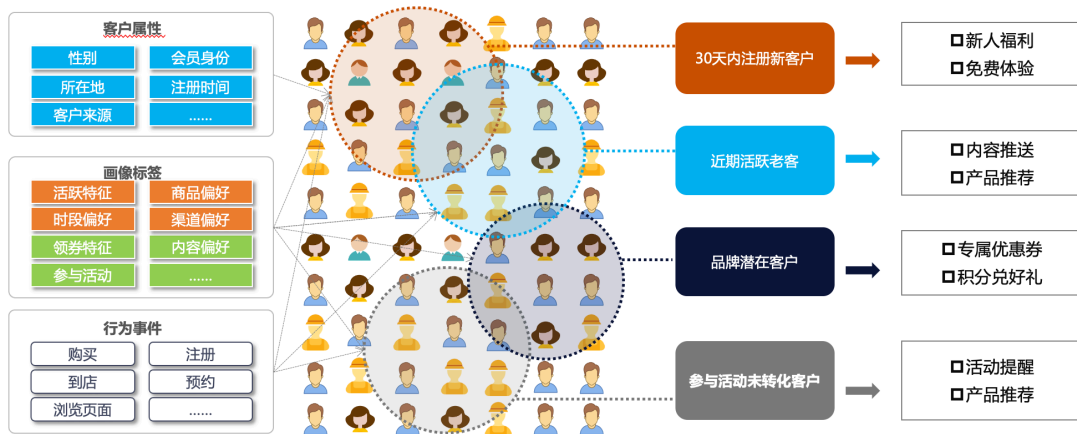 客户属性
性别 会员身份
所在地 注册时间
客户来源 ……
画像标签
活跃特征 商品偏好
时段偏好 渠道偏好
领券特征 内容偏好
参与活动 ……
行为事件
购买 注册
到店 预约
浏览页面 ……
30天内注册新客户
新人福利
免费体验
近期活跃老客
内容推送
产品推荐
品牌潜在客户
专属优惠券
积分兑好礼
参与活动未转化客户
活动提醒
产品推荐